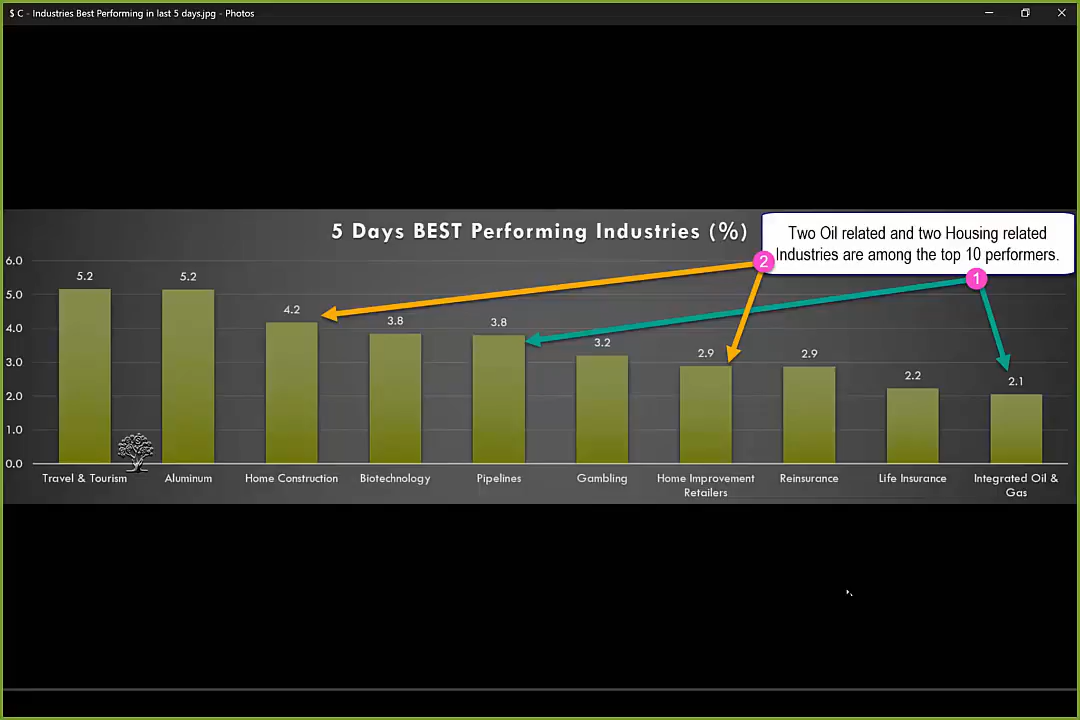 $ C - Industries Best Performing in last 5 days.jpg - Photos
5 Days BEST Performing Industries (%)
Two Oil related and two Housing related
Industries are among the top 10 performers.
2
1
6.0
5.0
4.0
3.0
2.0
1.0
0.0
5.2
5.2
4.2
3.8
3.8
3.2
2.9
2.9
2.2
2.1
Travel & Tourism
Aluminum
Home Construction
Biotechnology
Pipelines
Gambling
Home Improvement
Retailers
Reinsurance
Life Insurance
Integrated Oil &
Gas